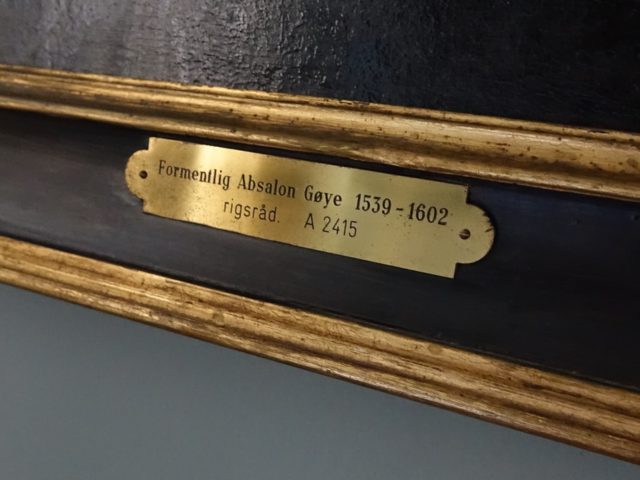 Formentlig Absalon Gøye 1539-1602
rigsråd. A 2415